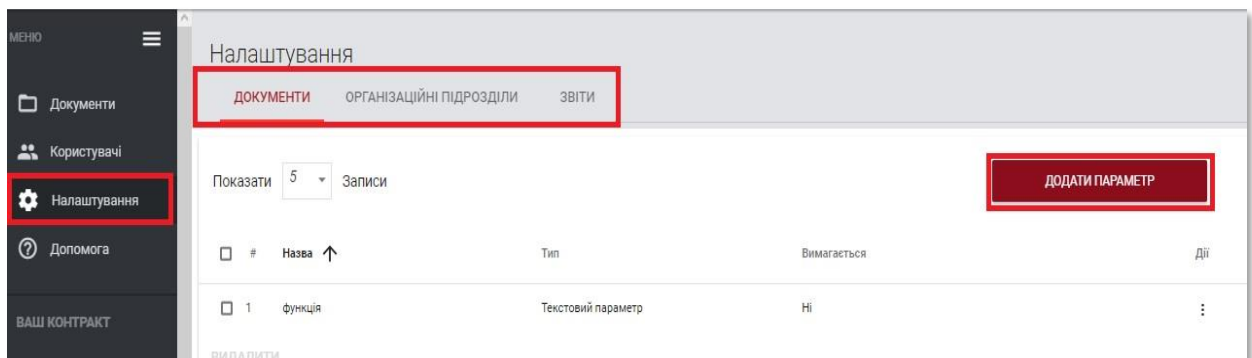 МЕНЮ
Документи
Користувачі
Налаштування
Допомога
ВАШ КОНТРАКТ
Налаштування
ДОКУМЕНТИ ОРГАНІЗАЦІЙНІ ПІДРОЗДІЛИ ЗВІТИ
Показати 5 Записи
ДОДАТИ ПАРАМЕТР
# Назва Тип Вимагається Дії
1 функція Текстовий параметр Ні
ВИДАЛИТИ